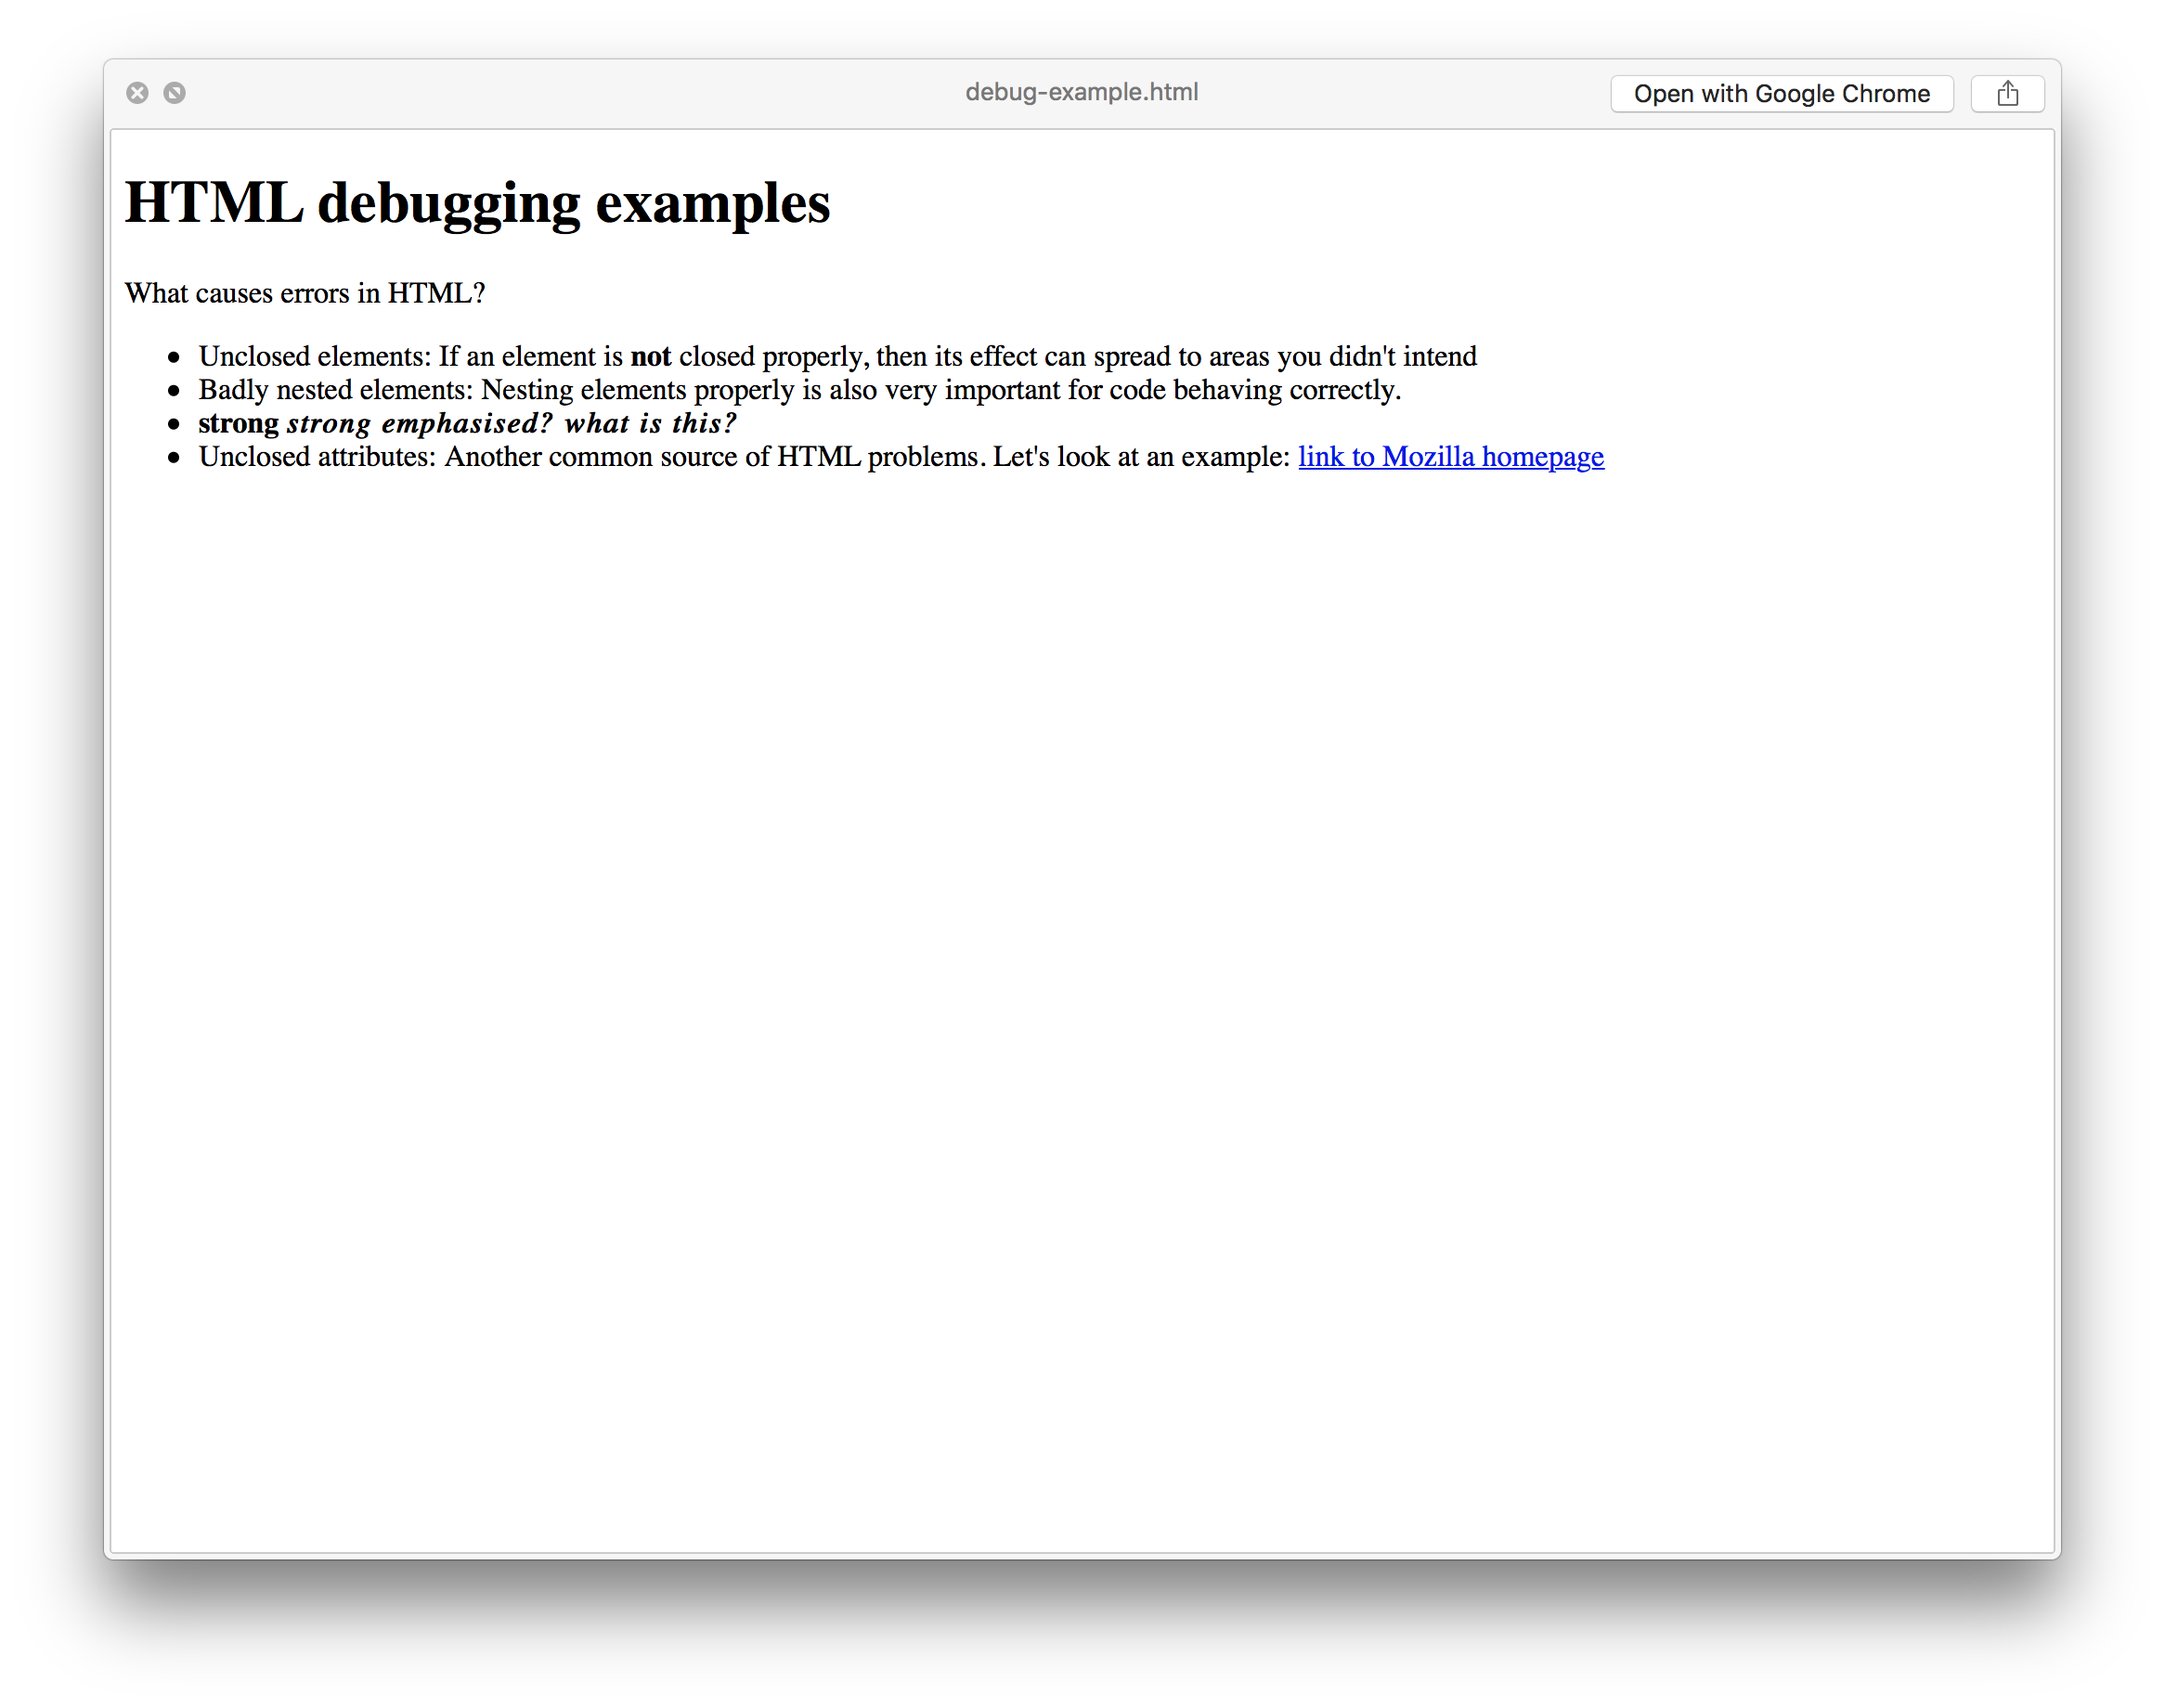 debug-example.html
Open with Google Chrome
HTML debugging examples
What causes errors in HTML?
Unclosed elements: If an element is not closed properly, then its effect can spread to areas you didn't intend
Badly nested elements: Nesting elements properly is also very important for code behaving correctly.
strong strong emphasised? what is this?
Unclosed attributes: Another common source of HTML problems. Let's look at an example: link to Mozilla homepage